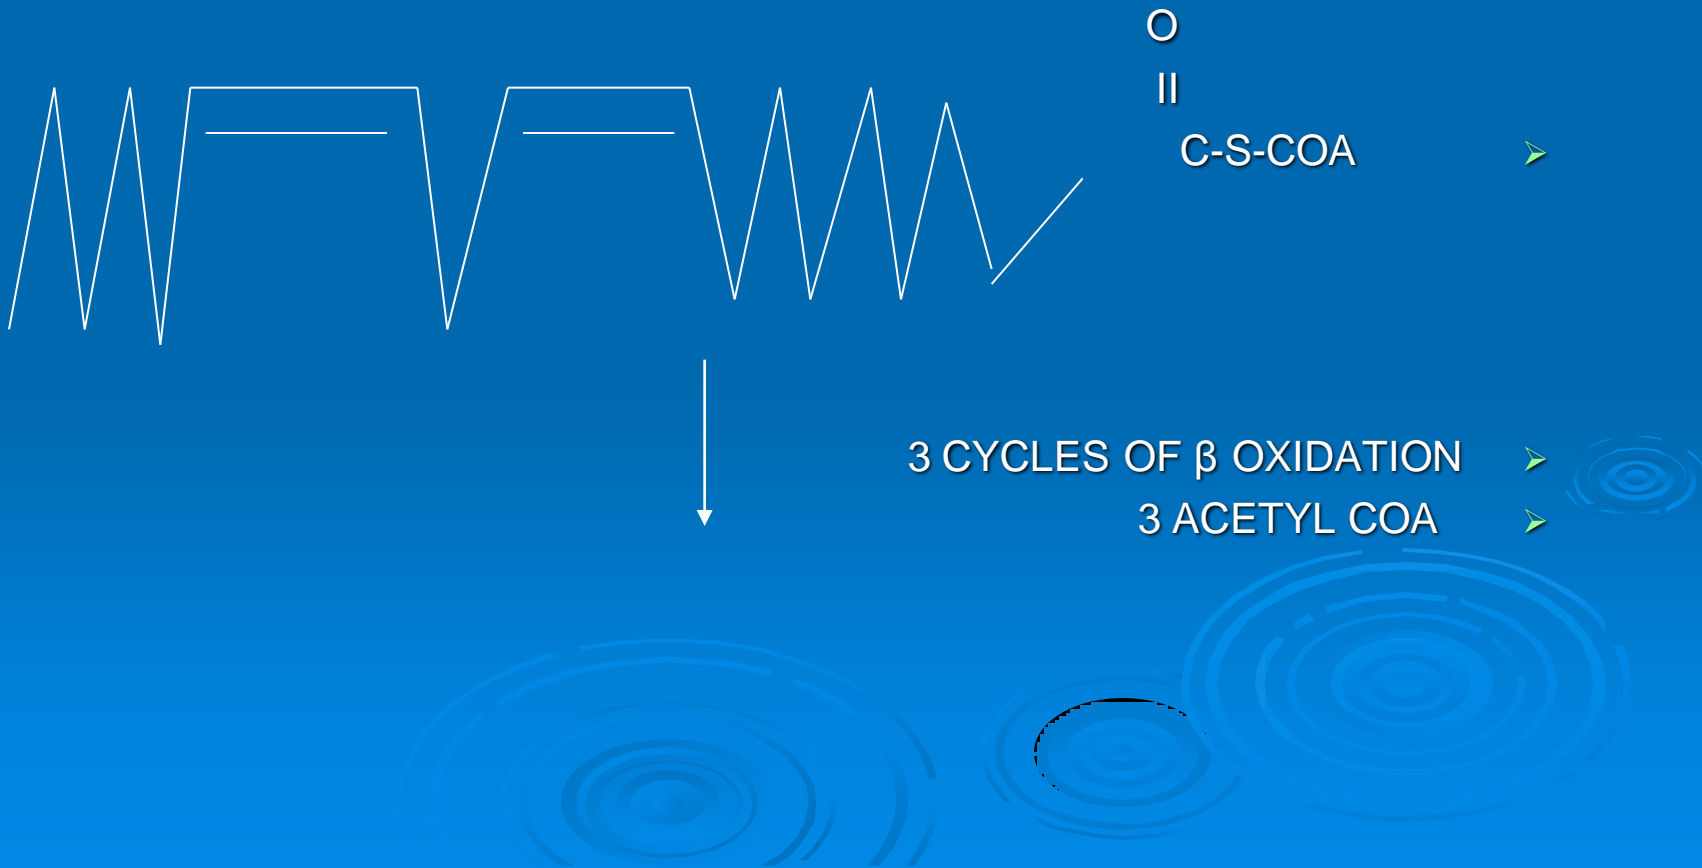 O
II
C-S-COA
3 CYCLES OF β OXIDATION
3 ACETYL COA